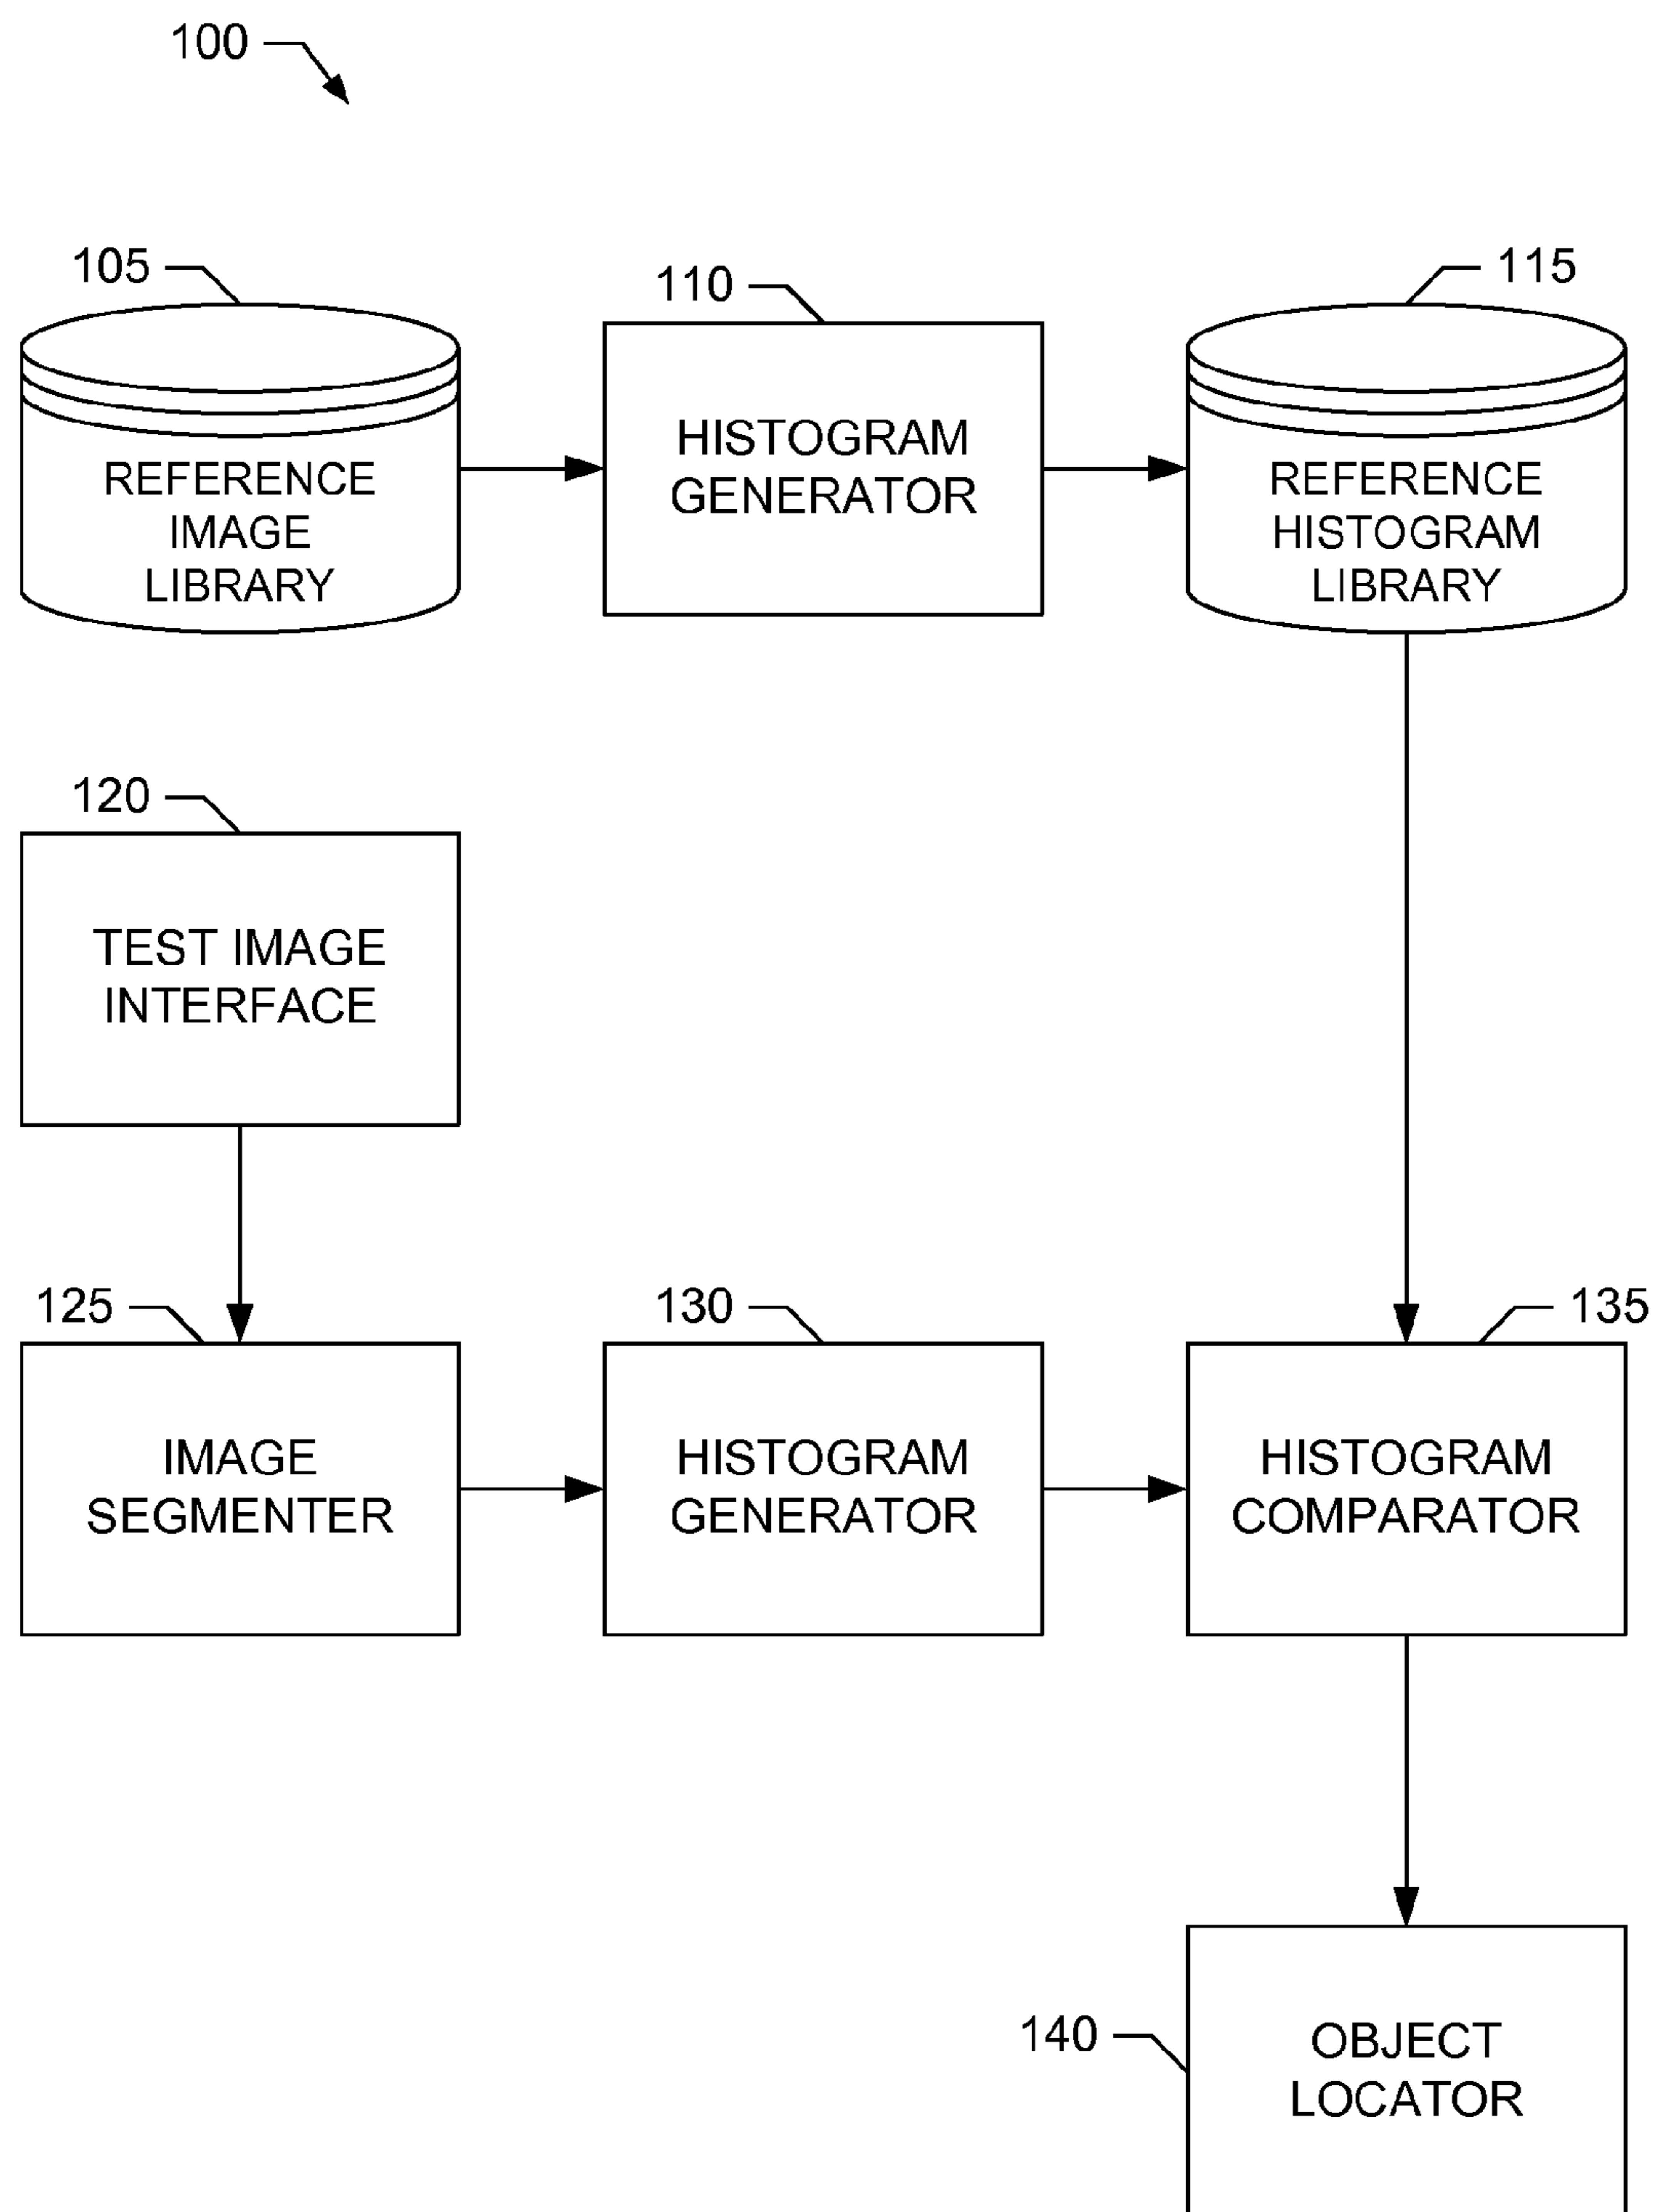 100
105
110
115
REFERENCE
IMAGE
LIBRARY
HISTOGRAM
GENERATOR
REFERENCE
HISTOGRAM
LIBRARY
120
TEST IMAGE
INTERFACE
125
130
135
IMAGE
SEGMENTER
HISTOGRAM
GENERATOR
HISTOGRAM
COMPARATOR
140
OBJECT
LOCATOR